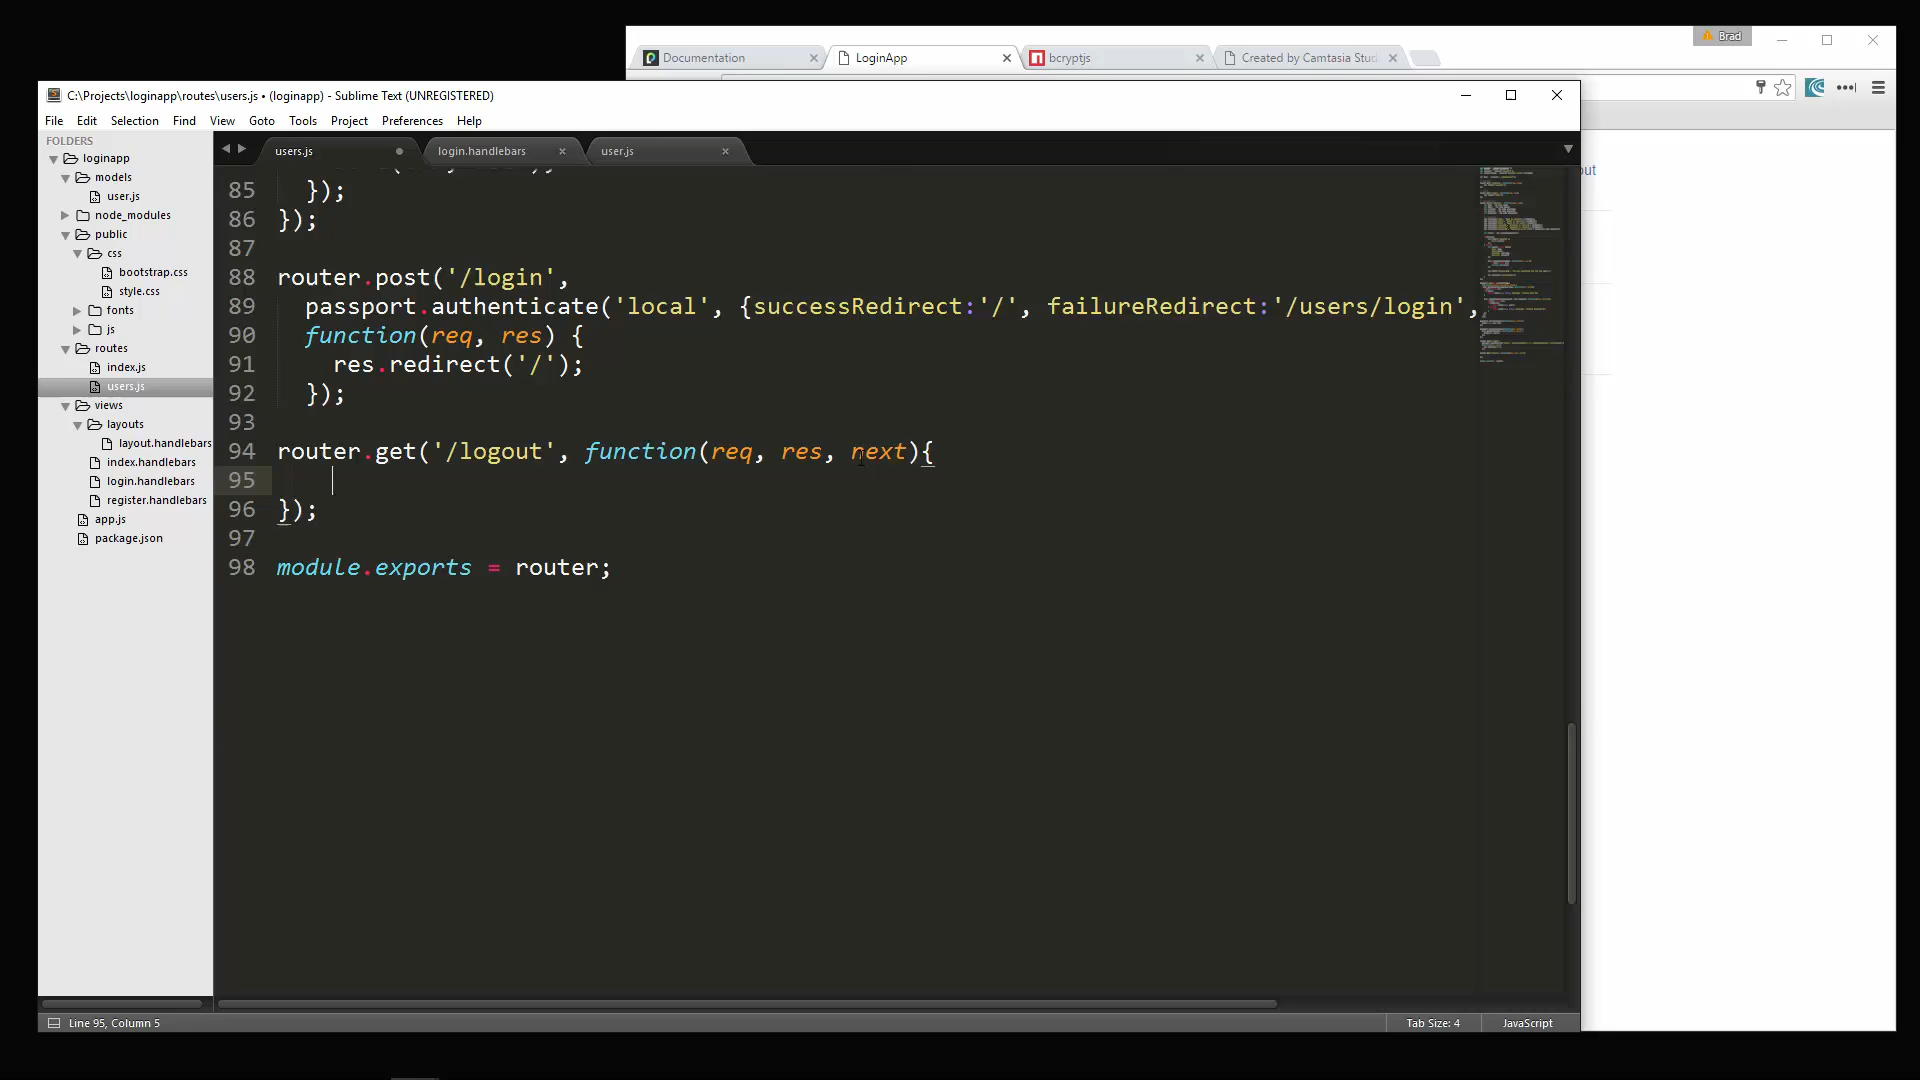 Brad
Documentation
LoginApp
bcryptjs
Created by Camtasia Stud
C:\Projects\loginapp\routes\users.js • (loginapp) - Sublime Text (UNREGISTERED)
File Edit Selection Find View Goto Tools Project Preferences Help
FOLDERS
loginapp
models
user.js
node_modules
public
css
bootstrap.css
style.css
fonts
js
routes
index.js
users.js
views
layouts
layout.handlebars
index.handlebars
login.handlebars
register.handlebars
app.js
package.json
users.js
login.handlebars
user.js
85 });
86 });
87
88 router.post('/login',
89 passport.authenticate('local', {successRedirect:'/', failureRedirect:'/users/login',
90 function(req, res) {
91 res.redirect('/');
92 });
93
94 router.get('/logout', function(req, res, next){
95
96 });
97
98 module.exports = router;
out
Line 95, Column 5
Tab Size: 4
JavaScript